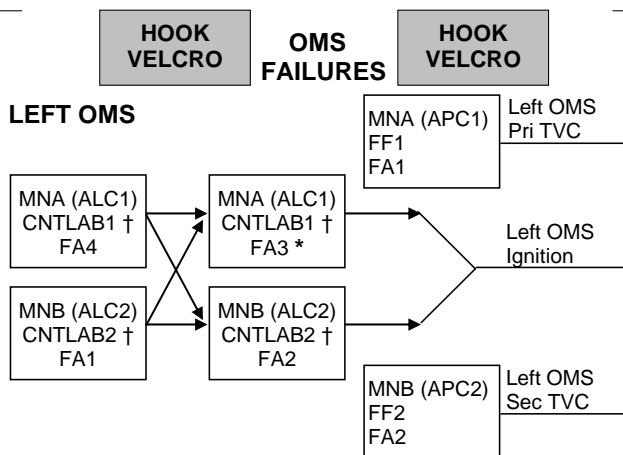 HOOK
VELCRO
OMS
FAILURES
HOOK
VELCRO
LEFT OMS
MNA (APC1)
FF1
FA1
Left OMS
Pri TVC
MNA (ALC1)
CNTLAB1 †
FA4
MNA (ALC1)
CNTLAB1 †
FA3 *
Left OMS
Ignition
MNB (ALC2)
CNTLAB2 †
FA1
MNB (ALC2)
CNTLAB2 †
FA2
MNB (APC2)
FF2
FA2
Left OMS
Sec TVC